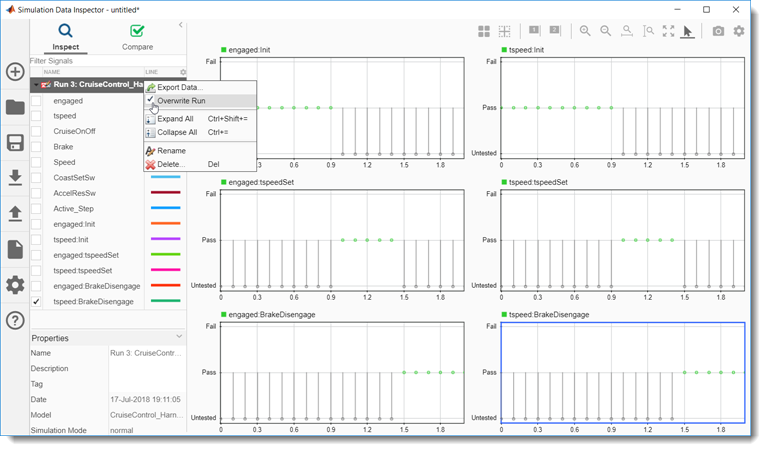 Simulation Data Inspector - untitled*
Inspect
Compare
Filter Signals
NAME
LINE
Run 3: CruiseControl_Ha
engaged
tspeed
CruiseOnOff
Brake
Speed
CoastSetSw
AccelResSw
Active_Step
engaged:Init
tspeed:Init
engaged:tspeedSet
tspeed:tspeedSet
engaged:BrakeDisengage
tspeed:BrakeDisengage
Export Data...
Overwrite Run
Expand All Ctrl+Shift+=
Collapse All Ctrl+=
Rename
Delete... Del
Properties
Name Run 3: CruiseContr...
Description
Tag
Date 17-Jul-2018 19:11:05
Model CruiseControl_Harn...
Simulation Mode normal
engaged:Init
Fail
0.9 1.2 1.5 1.8
tspeed:Init
Fail
Pass
Untested
0 0.3 0.6 0.9 1.2 1.5 1.8
engaged:tspeedSet
Fail
Pass
Untested
0 0.3 0.6 0.9 1.2 1.5 1.8
tspeed:tspeedSet
Fail
Pass
Untested
0 0.3 0.6 0.9 1.2 1.5 1.8
engaged:BrakeDisengage
Fail
Pass
Untested
0 0.3 0.6 0.9 1.2 1.5 1.8
tspeed:BrakeDisengage
Fail
Pass
Untested
0 0.3 0.6 0.9 1.2 1.5 1.8